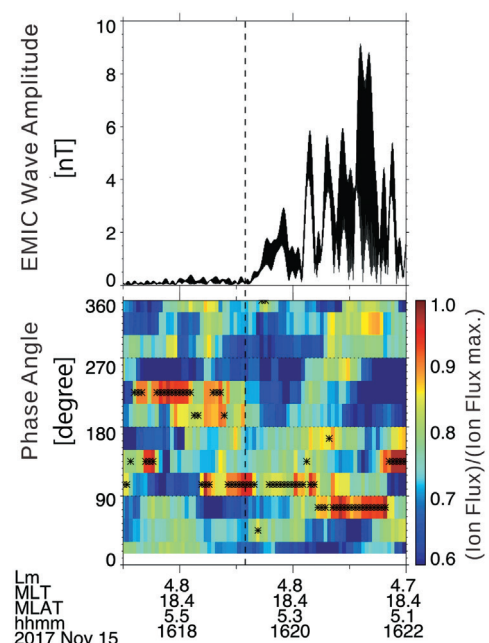 EMIC Wave Amplitude
[nT]
10
8
6
4
2
0
Phase Angle
[degree]
360
270
180
90
0
1.0
0.9
0.8
0.7
0.6
(Ion Flux)/(Ion Flux max.)
Lm 4.8 4.8 4.7
MLT 18.4 18.4 18.4
MLAT 5.5 5.3 5.1
hhmm 1618 1620 1622
2017 Nov 15